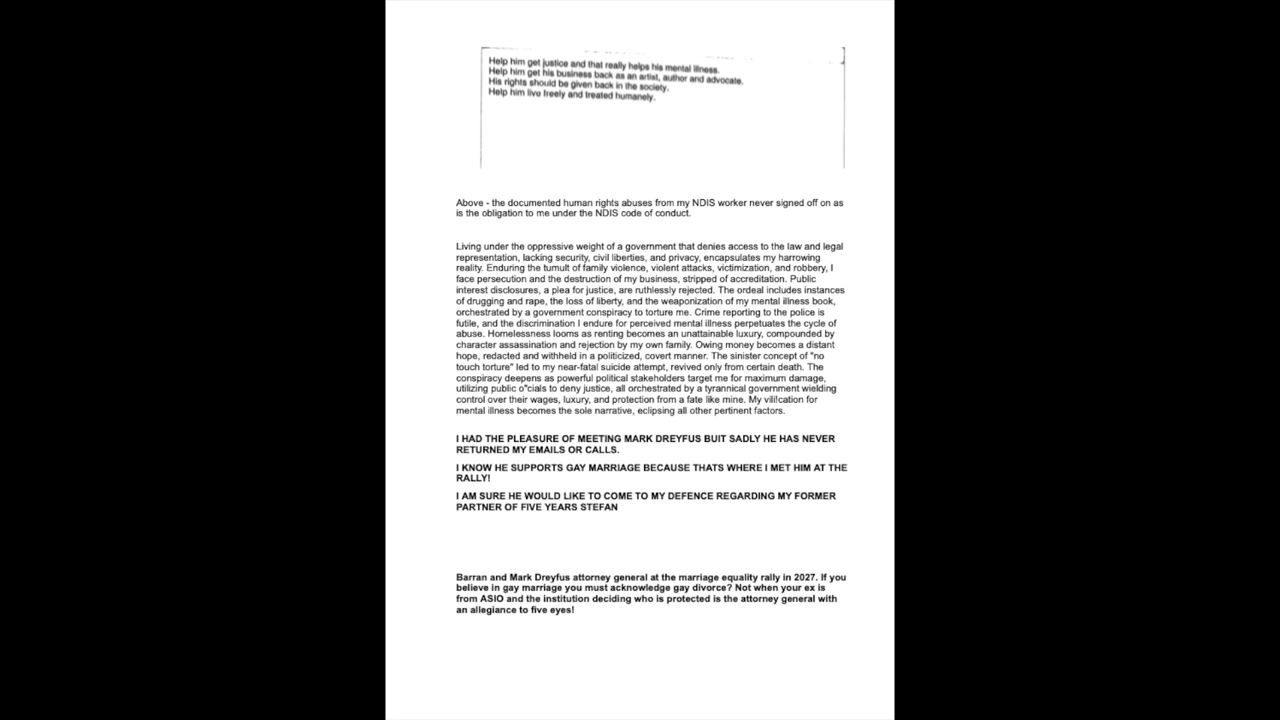 Help him get justice and that really helps his mental illness.
Help him get his business back as an artist, author and advocate.
His rights should be given back in the society.
Help him live freely and treated humanely.
Above - the documented human rights abuses from my NDIS worker never signed off on as
is the obligation to me under the NDIS code of conduct.
Living under the oppressive weight of a government that denies access to the law and legal
representation, lacking security, civil liberties, and privacy, encapsulates my harrowing
reality. Enduring the tumult of family violence, violent attacks, victimization, and robbery, I
face persecution and the destruction of my business, stripped of accreditation. Public
interest disclosures, a plea for justice, are ruthlessly rejected. The ordeal includes instances
of drugging and rape, the loss of liberty, and the weaponization of my mental illness book,
orchestrated by a government conspiracy to torture me. Crime reporting to the police is
futile, and the discrimination I endure for perceived mental illness perpetuates the cycle of
abuse. Homelessness looms as renting becomes an unattainable luxury, compounded by
character assassination and rejection by my own family. Owing money becomes a distant
hope, redacted and withheld in a politicized, covert manner. The sinister concept of "no
touch torture" led to my near-fatal suicide attempt, revived only from certain death. The
conspiracy deepens as powerful political stakeholders target me for maximum damage,
utilizing public o"cials to deny justice, all orchestrated by a tyrannical government wielding
control over their wages, luxury, and protection from a fate like mine. My vili!cation for
mental illness becomes the sole narrative, eclipsing all other pertinent factors.
I HAD THE PLEASURE OF MEETING MARK DREYFUS BUIT SADLY HE HAS NEVER
RETURNED MY EMAILS OR CALLS.
I KNOW HE SUPPORTS GAY MARRIAGE BECAUSE THATS WHERE I MET HIM AT THE
RALLY!
I AM SURE HE WOULD LIKE TO COME TO MY DEFENCE REGARDING MY FORMER
PARTNER OF FIVE YEARS STEFAN
Barran and Mark Dreyfus attorney general at the marriage equality rally in 2027. If you
believe in gay marriage you must acknowledge gay divorce? Not when your ex is
from ASIO and the institution deciding who is protected is the attorney general with
an allegiance to five eyes!